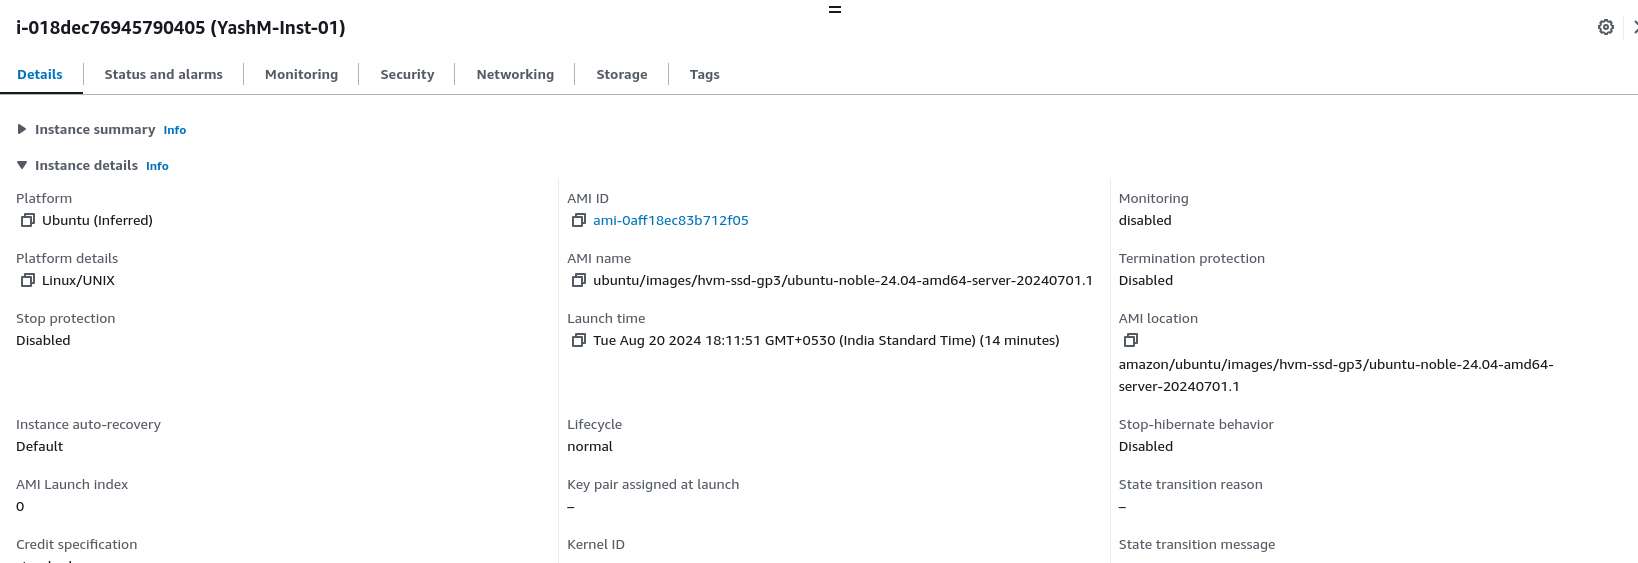 i-018dec76945790405 (YashM-Inst-01)
Details
Status and alarms
Monitoring
Security
Networking
Storage
Tags
Instance summary Info
Instance details Info
Platform
Ubuntu (Inferred)
AMI ID
ami-0aff18ec83b712f05
Monitoring
disabled
Platform details
Linux/UNIX
AMI name
ubuntu/images/hvm-ssd-gp3/ubuntu-noble-24.04-amd64-server-20240701.1
Termination protection
Disabled
Stop protection
Disabled
Launch time
Tue Aug 20 2024 18:11:51 GMT+0530 (India Standard Time) (14 minutes)
AMI location
amazon/ubuntu/images/hvm-ssd-gp3/ubuntu-noble-24.04-amd64-
server-20240701.1
Instance auto-recovery
Default
Lifecycle
normal
Stop-hibernate behavior
Disabled
AMI Launch index
0
Key pair assigned at launch
–
State transition reason
–
Credit specification
Kernel ID
State transition message